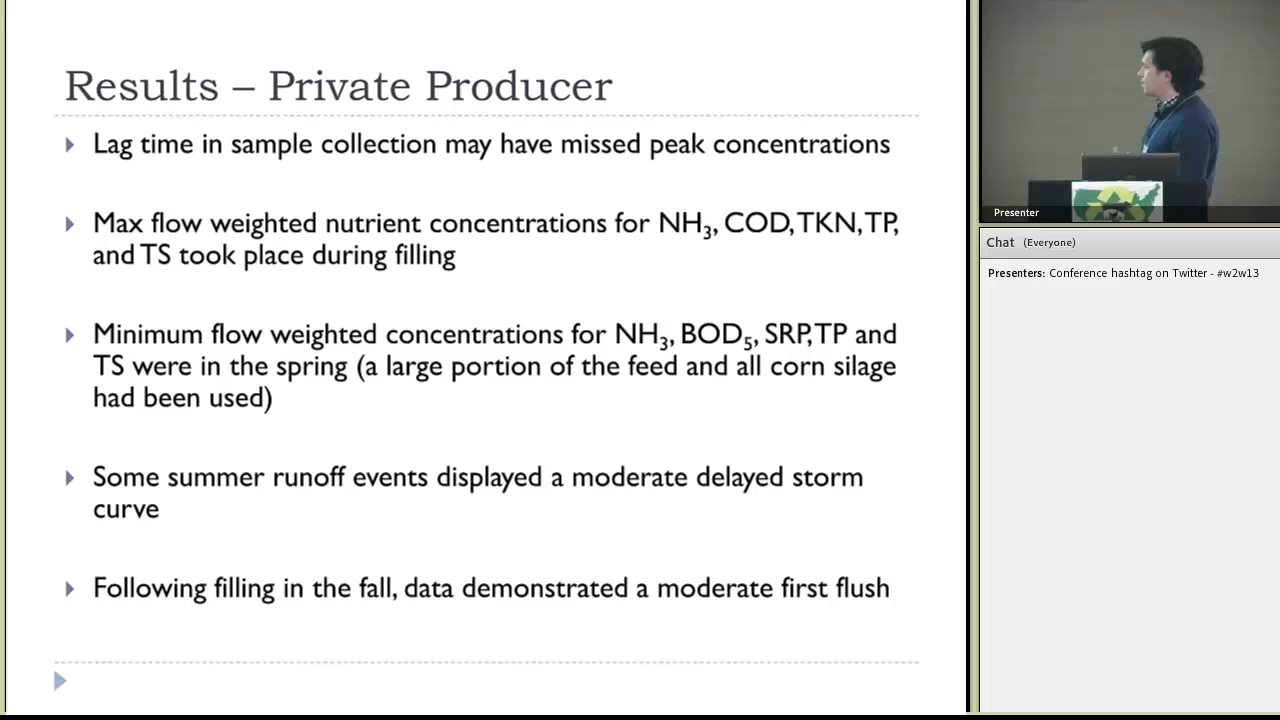 Results – Private Producer
Lag time in sample collection may have missed peak concentrations
Max flow weighted nutrient concentrations for NH₃, COD, TKN, TP,
and TS took place during filling
Minimum flow weighted concentrations for NH₃, BOD₅, SRP, TP and
TS were in the spring (a large portion of the feed and all corn silage
had been used)
Some summer runoff events displayed a moderate delayed storm
curve
Following filling in the fall, data demonstrated a moderate first flush
Presenter
Chat (Everyone)
Presenters: Conference hashtag on Twitter - #w2w13